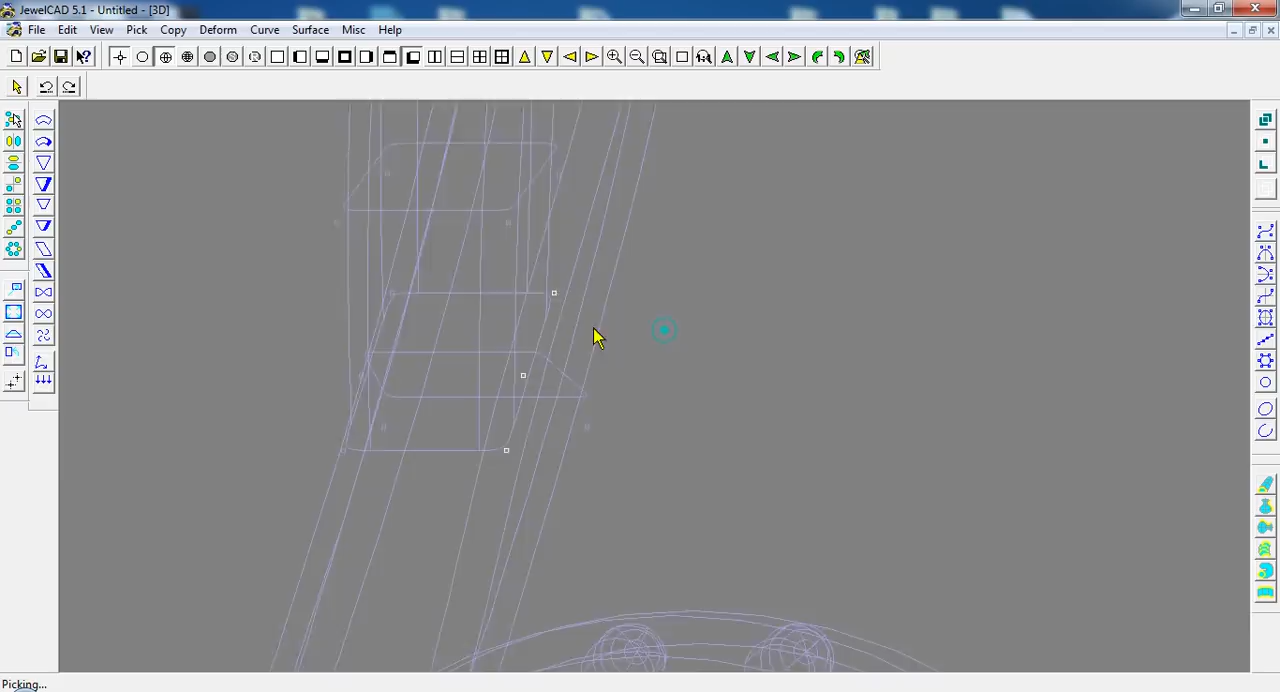 JewelCAD 5.1 - Untitled - [3D]
File Edit View Pick Copy Deform Curve Surface Misc Help
Picking...